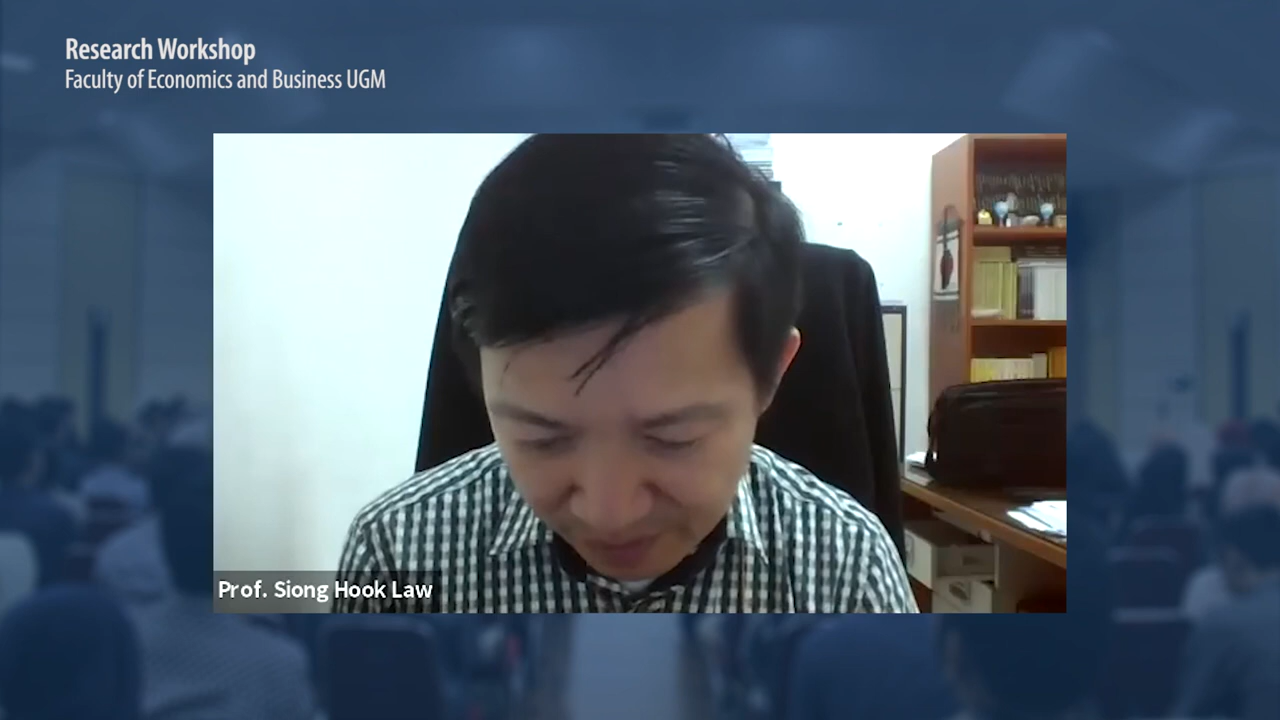 Research Workshop
Faculty of Economics and Business UGM
Prof. Siong Hook Law